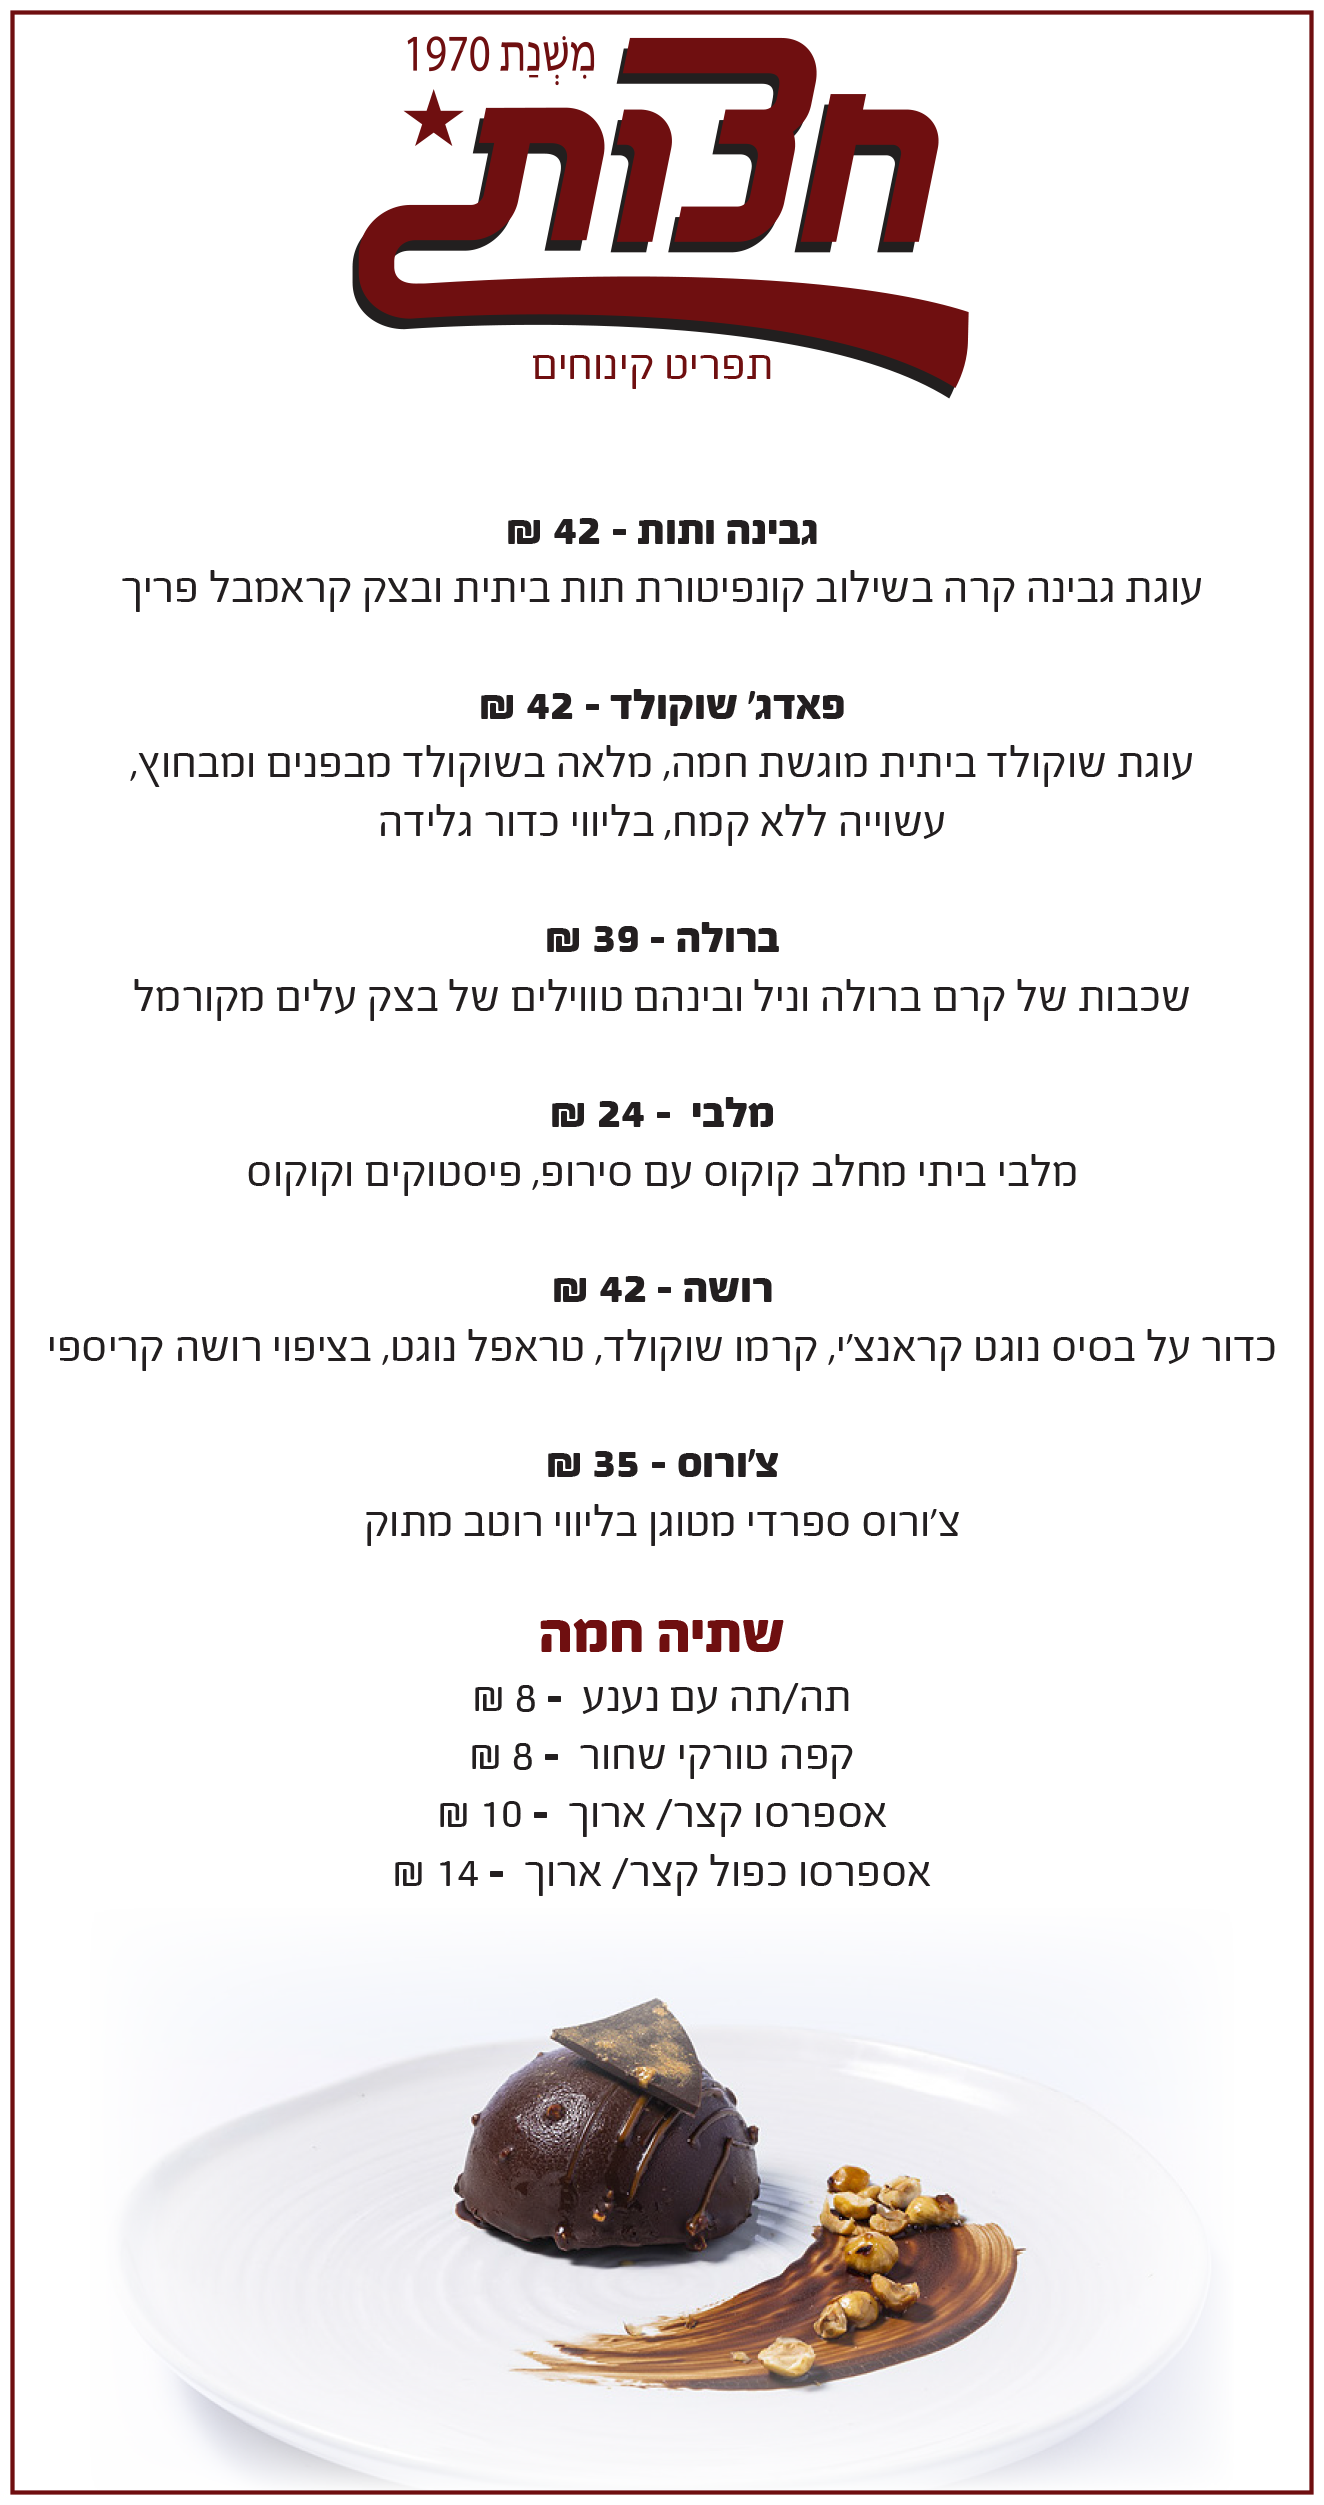 מִשְׁנַת 1970
חצות
תפריט קינוחים
גבינה ותות - 42 ₪
עוגת גבינה קרה בשילוב קונפיטורת תות ביתית ובצק קראמבל פריך
פאדג' שוקולד - 42 ₪
עוגת שוקולד ביתית מוגשת חמה, מלאה בשוקולד מבפנים ומבחוץ,
עשוייה ללא קמח, בליווי כדור גלידה
ברולה - 39 ₪
שכבות של קרם ברולה וניל ובינהם טווילים של בצק עלים מקורמל
מלבי - 24 ₪
מלבי ביתי מחלב קוקוס עם סירופ, פיסטוקים וקוקוס
רושה - 42 ₪
כדור על בסיס נוגט קראנצ'י, קרמו שוקולד, טראפל נוגט, בציפוי רושה קריספי
צ'ורוס - 35 ₪
צ'ורוס ספרדי מטוגן בליווי רוטב מתוק
שתיה חמה
תה/תה עם נענע - 8 ₪
קפה טורקי שחור - 8 ₪
אספרסו קצר/ ארוך - 10 ₪
אספרסו כפול קצר/ ארוך - 14 ₪